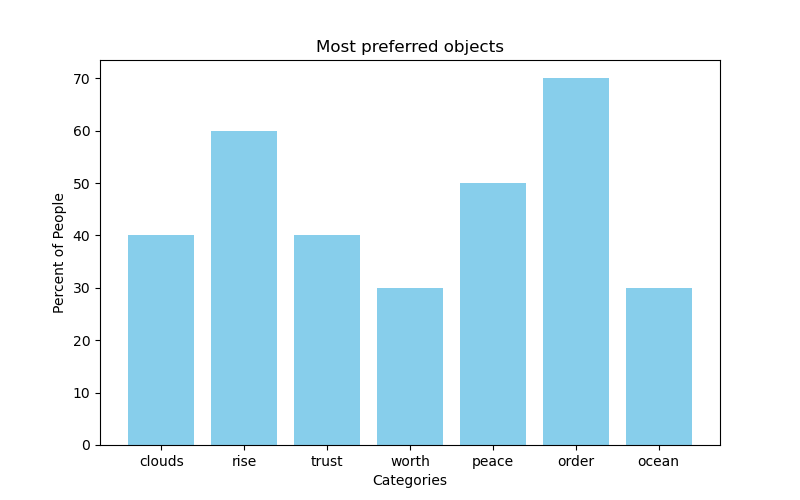 Most preferred objects
Percent of People
70
60
50
40
30
20
10
0
clouds rise trust worth peace order ocean
Categories